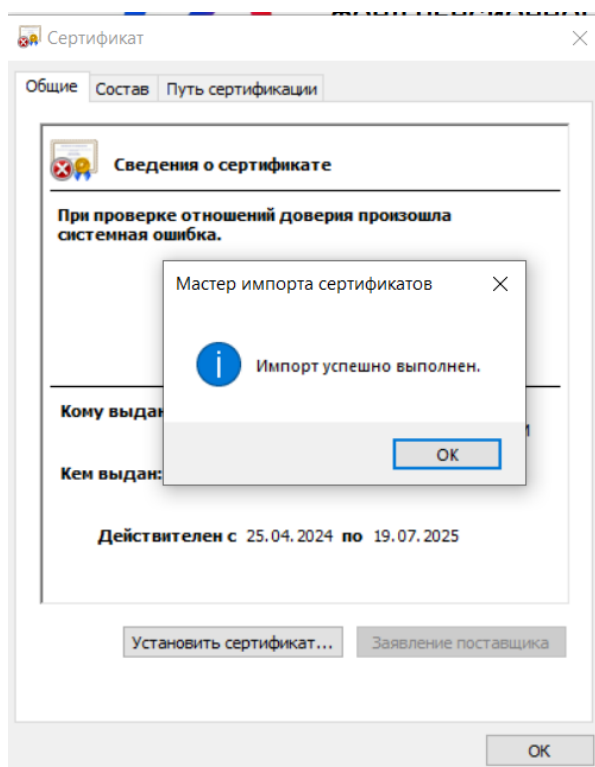 Сертификат
Общие Состав Путь сертификации
Сведения о сертификате
При проверке отношений доверия произошла
системная ошибка.
Мастер импорта сертификатов
Импорт успешно выполнен.
OK
Кому
Кем выдан:
Действителен с 25.04.2024 по 19.07.2025
Установить сертификат... Заявление поставщика
OK